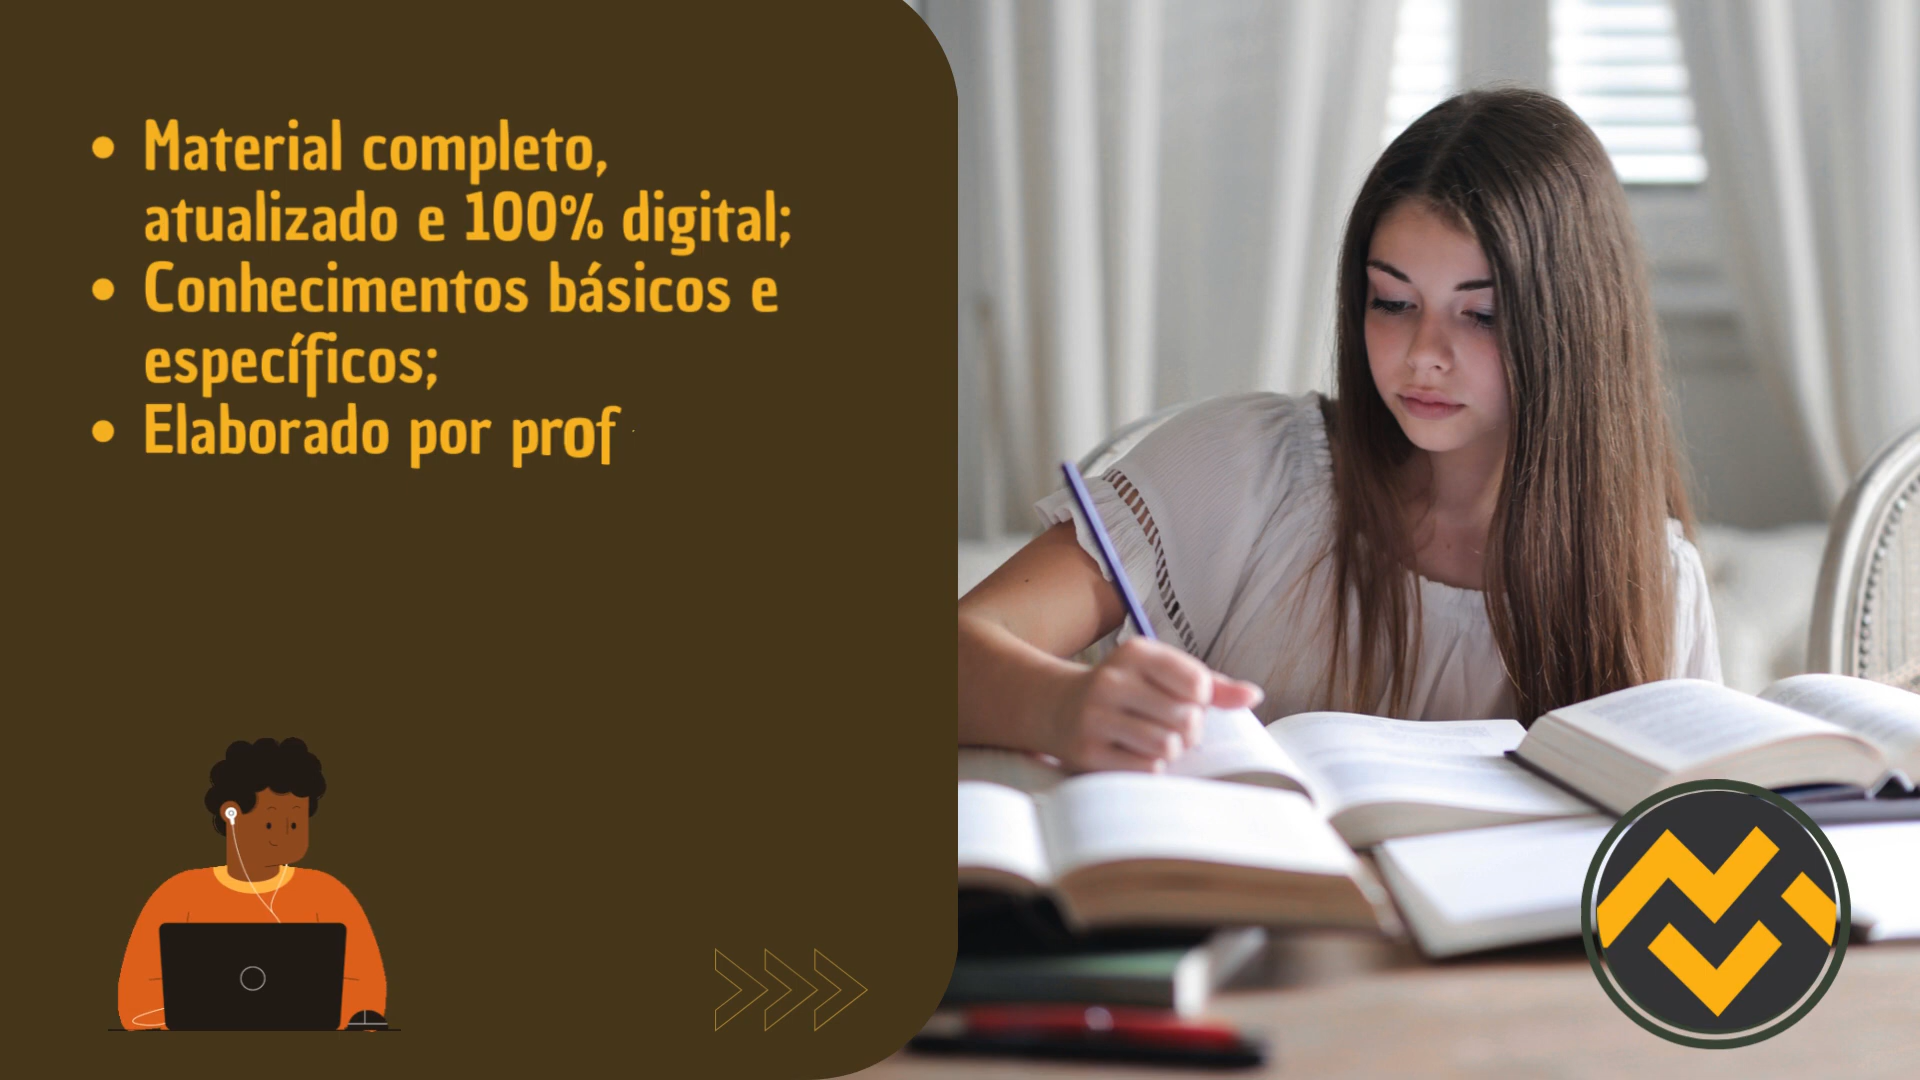 Material completo,
atualizado e 100% digital;
Conhecimentos básicos e
específicos;
Elaborado por prof